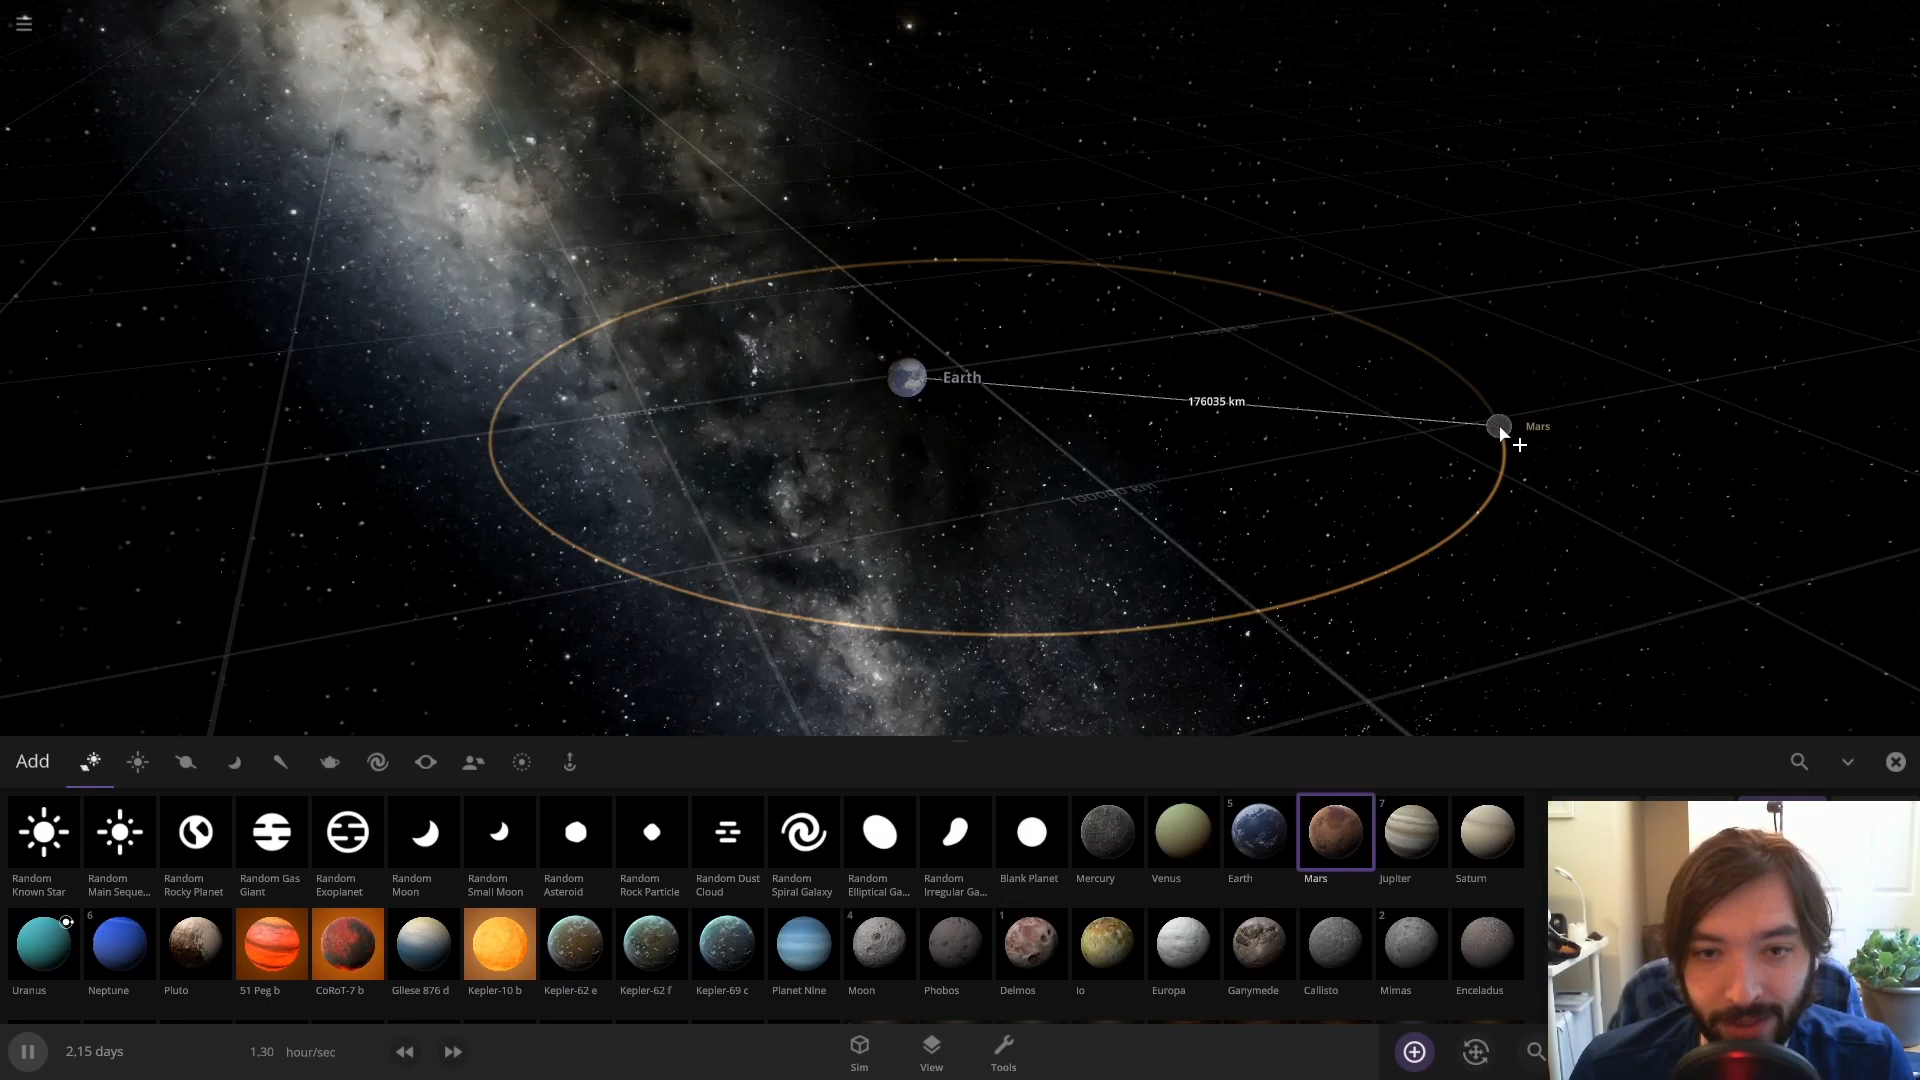 Earth
176035 km
Mars
100000 km
Add
5
7
Random Known Star
Random Main Seque...
Random Rocky Planet
Random Gas Giant
Random Exoplanet
Random Moon
Random Small Moon
Random Asteroid
Random Rock Particle
Random Dust Cloud
Random Spiral Galaxy
Random Elliptical Ga...
Random Irregular Ga...
Blank Planet
Mercury
Venus
Earth
Mars
Jupiter
Saturn
6
4
1
2
Uranus
Neptune
Pluto
51 Peg b
CoRoT-7 b
Gliese 876 d
Kepler-10 b
Kepler-62 e
Kepler-62 f
Kepler-69 c
Planet Nine
Moon
Phobos
Deimos
Io
Europa
Ganymede
Callisto
Mimas
Enceladus
2,15 days
1,30 hour/sec
Sim
View
Tools